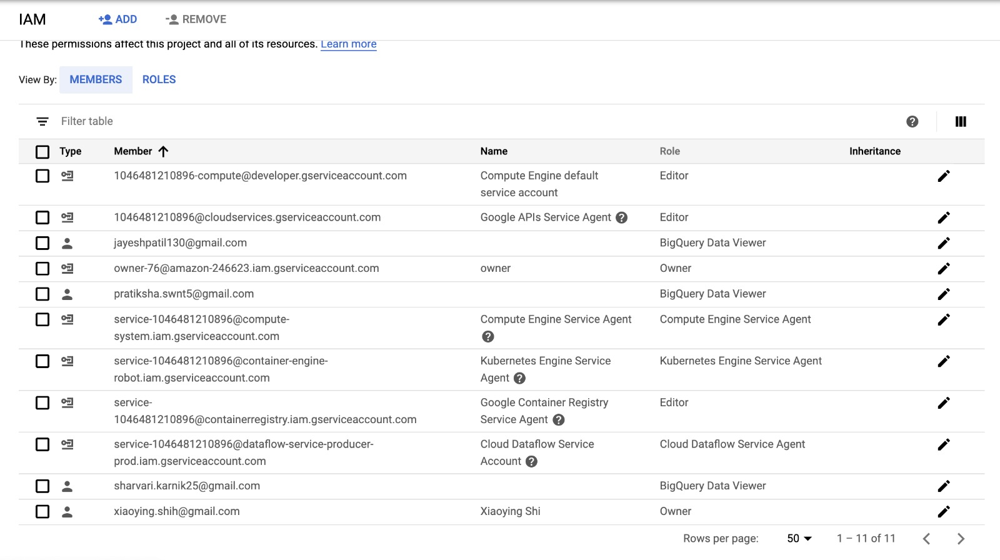 IAM ADD REMOVE
These permissions affect this project and all of its resources. Learn more
View By: MEMBERS ROLES
Filter table
Type Member Name Role Inheritance
1046481210896-compute@developer.gserviceaccount.com Compute Engine default Editor
service account
1046481210896@cloudservices.gserviceaccount.com Google APIs Service Agent Editor
jayeshpatil130@gmail.com BigQuery Data Viewer
owner-76@amazon-246623.iam.gserviceaccount.com owner Owner
pratiksha.swnt5@gmail.com BigQuery Data Viewer
service-1046481210896@compute- Compute Engine Service Agent Compute Engine Service Agent
system.iam.gserviceaccount.com
service-1046481210896@container-engine- Kubernetes Engine Service Kubernetes Engine Service Agent
robot.iam.gserviceaccount.com Agent
service- Google Container Registry Editor
1046481210896@containerregistry.iam.gserviceaccount.com Service Agent
service-1046481210896@dataflow-service-producer- Cloud Dataflow Service Cloud Dataflow Service Agent
prod.iam.gserviceaccount.com Account
sharvari.karnik25@gmail.com BigQuery Data Viewer
xiaoying.shih@gmail.com Xiaoying Shi Owner
Rows per page: 50 1 – 11 of 11